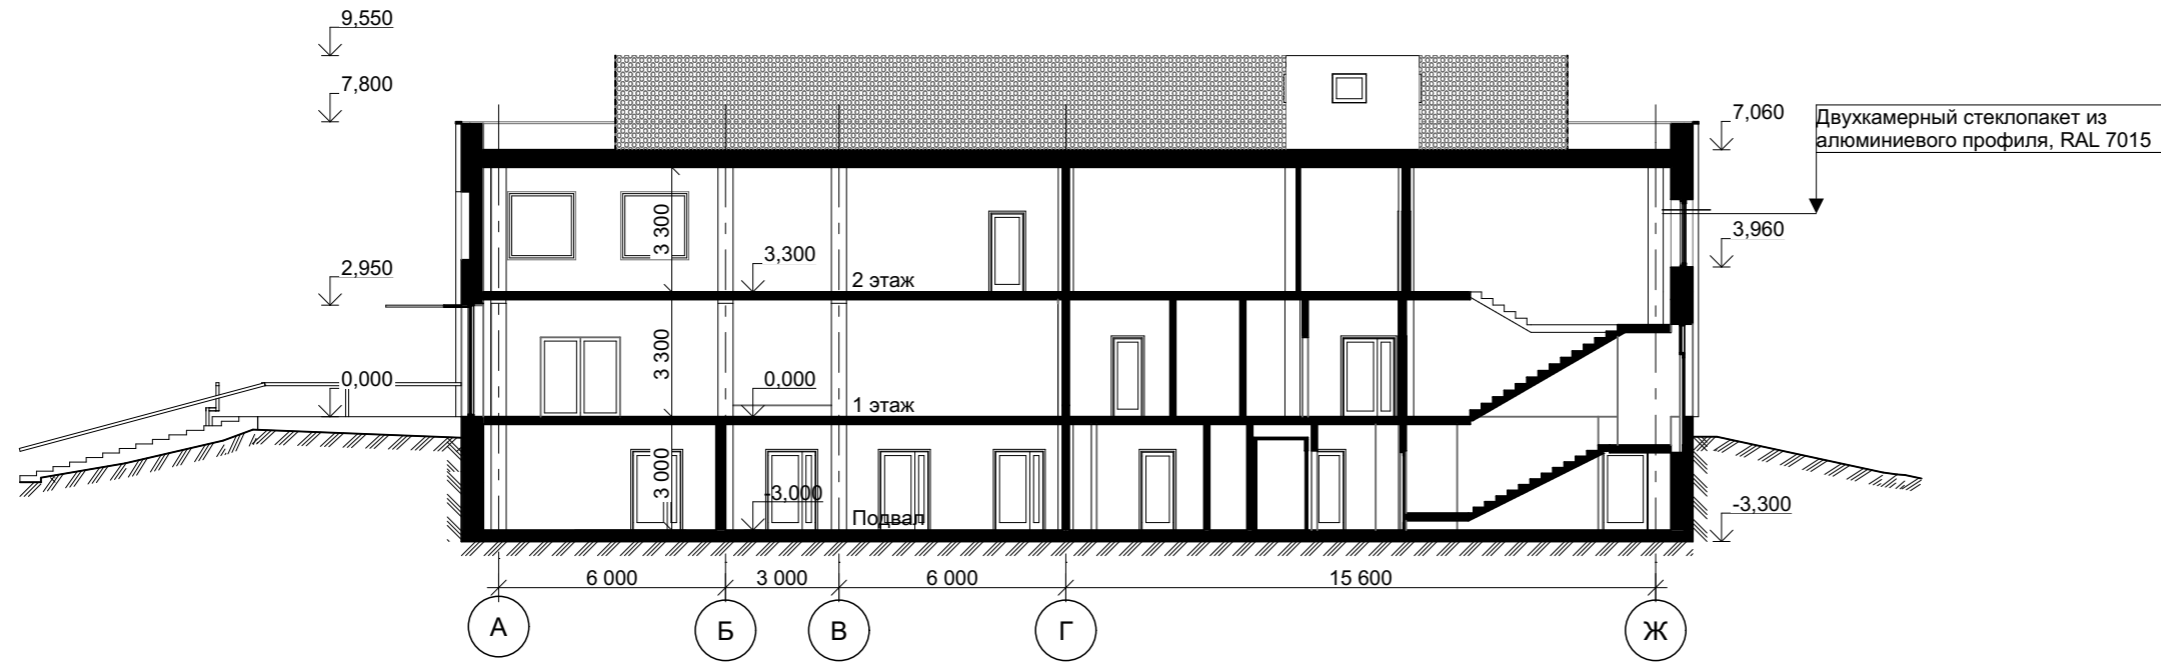 9,550
7,800
7,060
Двухкамерный стеклопакет из
алюминиевого профиля, RAL 7015
3 300
3,960
3,300
2,950
2 этаж
3 300
0,000
0,000
1 этаж
3 000
-3,000
Подвал
-3,300
6 000
3 000
6 000
15 600
А
Б
В
Г
Ж